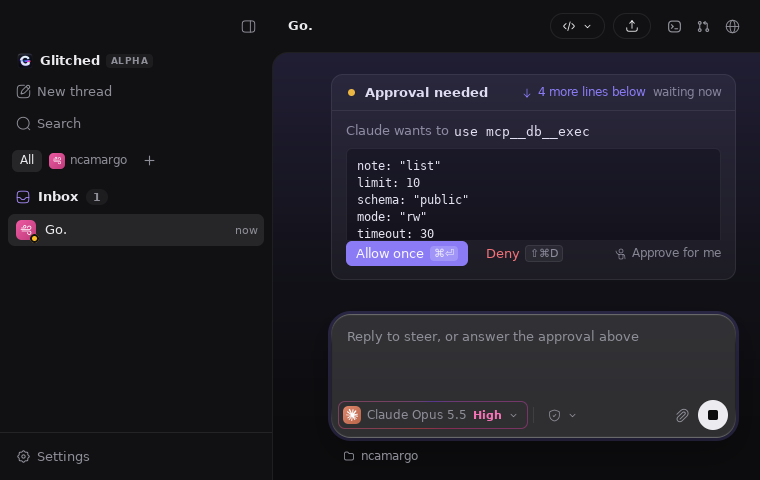 Glitched ALPHA
New thread
Search
All ncamargo
Inbox 1
Go. now
Settings
Go.
Approval needed 4 more lines below waiting now
Claude wants to use mcp__db__exec
note: "list"
limit: 10
schema: "public"
mode: "rw"
timeout: 30
Allow once ⌘⏎ Deny ⇧⌘D Approve for me
Reply to steer, or answer the approval above
Claude Opus 5.5 High
ncamargo